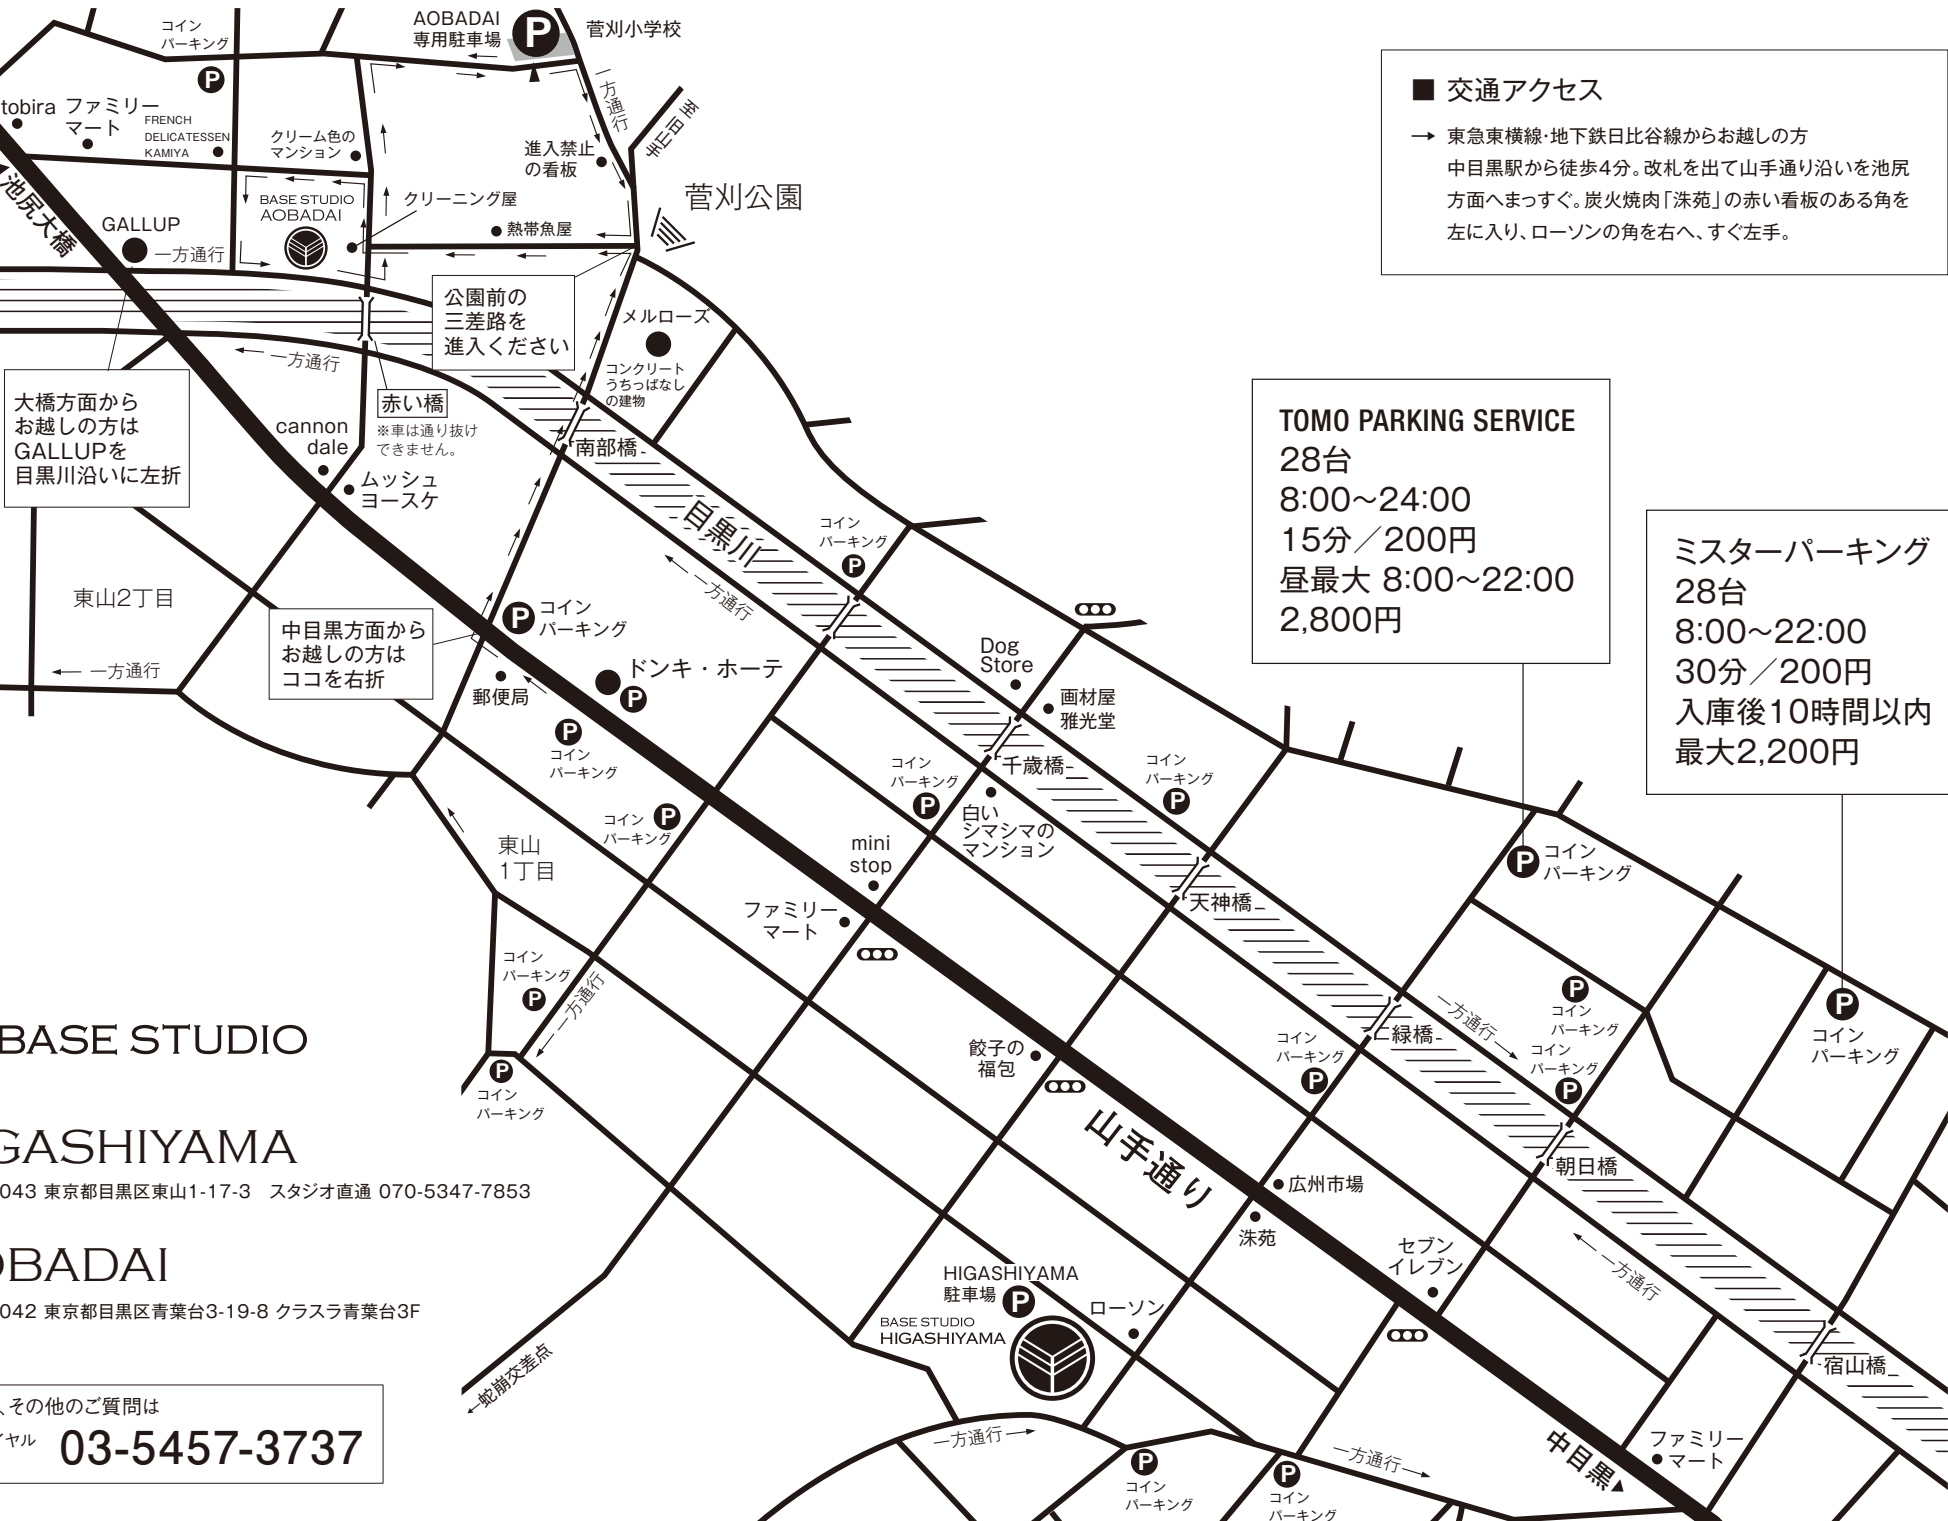 コイン
パーキング
P
AOBADAI
専用駐車場
P
菅刈小学校
一方通行
至旧山手
tobira
ファミリー
マート
FRENCH
DELICATESSEN
KAMIYA
クリーム色の
マンション
進入禁止
の看板
池尻大橋
GALLUP
一方通行
BASE STUDIO
AOBADAI
クリーニング屋
熱帯魚屋
菅刈公園
公園前の
三差路を
進入ください
メルローズ
コンクリート
うちっぱなし
の建物
一方通行
大橋方面から
お越しの方は
GALLUPを
目黒川沿いに左折
赤い橋
※車は通り抜け
できません。
cannon
dale
ムッシュ
ヨースケ
南部橋
目黒川
一方通行
コイン
パーキング
P
■ 交通アクセス
→ 東急東横線・地下鉄日比谷線からお越しの方
中目黒駅から徒歩4分。改札を出て山手通り沿いを池尻
方面へまっすぐ。炭火焼肉「洙苑」の赤い看板のある角を
左に入り、ローソンの角を右へ、すぐ左手。
TOMO PARKING SERVICE
28台
8:00〜24:00
15分／200円
昼最大 8:00〜22:00
2,800円
ミスターパーキング
28台
8:00〜22:00
30分／200円
入庫後10時間以内
最大2,200円
東山2丁目
一方通行
中目黒方面から
お越しの方は
ココを右折
P
コイン
パーキング
ドンキ・ホーテ
P
郵便局
P
コイン
パーキング
Dog
Store
画材屋
雅光堂
千歳橋
コイン
パーキング
P
白い
シマシマの
マンション
コイン
パーキング
P
コイン
パーキング
P
東山
1丁目
mini
stop
ファミリー
マート
天神橋
P
コイン
パーキング
コイン
パーキング
P
一方通行
P
コイン
パーキング
餃子の
福包
山手通り
コイン
パーキング
P
緑橋
一方通行
P
コイン
パーキング
コイン
パーキング
P
P
コイン
パーキング
朝日橋
広州市場
洙苑
セブン
イレブン
一方通行
宿山橋
BASE STUDIO
GASHIYAMA
043 東京都目黒区東山1-17-3　スタジオ直通 070-5347-7853
OBADAI
042 東京都目黒区青葉台3-19-8 クラスラ青葉台3F
、その他のご質問は
イヤル 03-5457-3737
←蛇崩交差点
HIGASHIYAMA
駐車場
P
BASE STUDIO
HIGASHIYAMA
ローソン
一方通行
P
コイン
パーキング
P
コイン
パーキング
一方通行
中目黒
ファミリー
マート